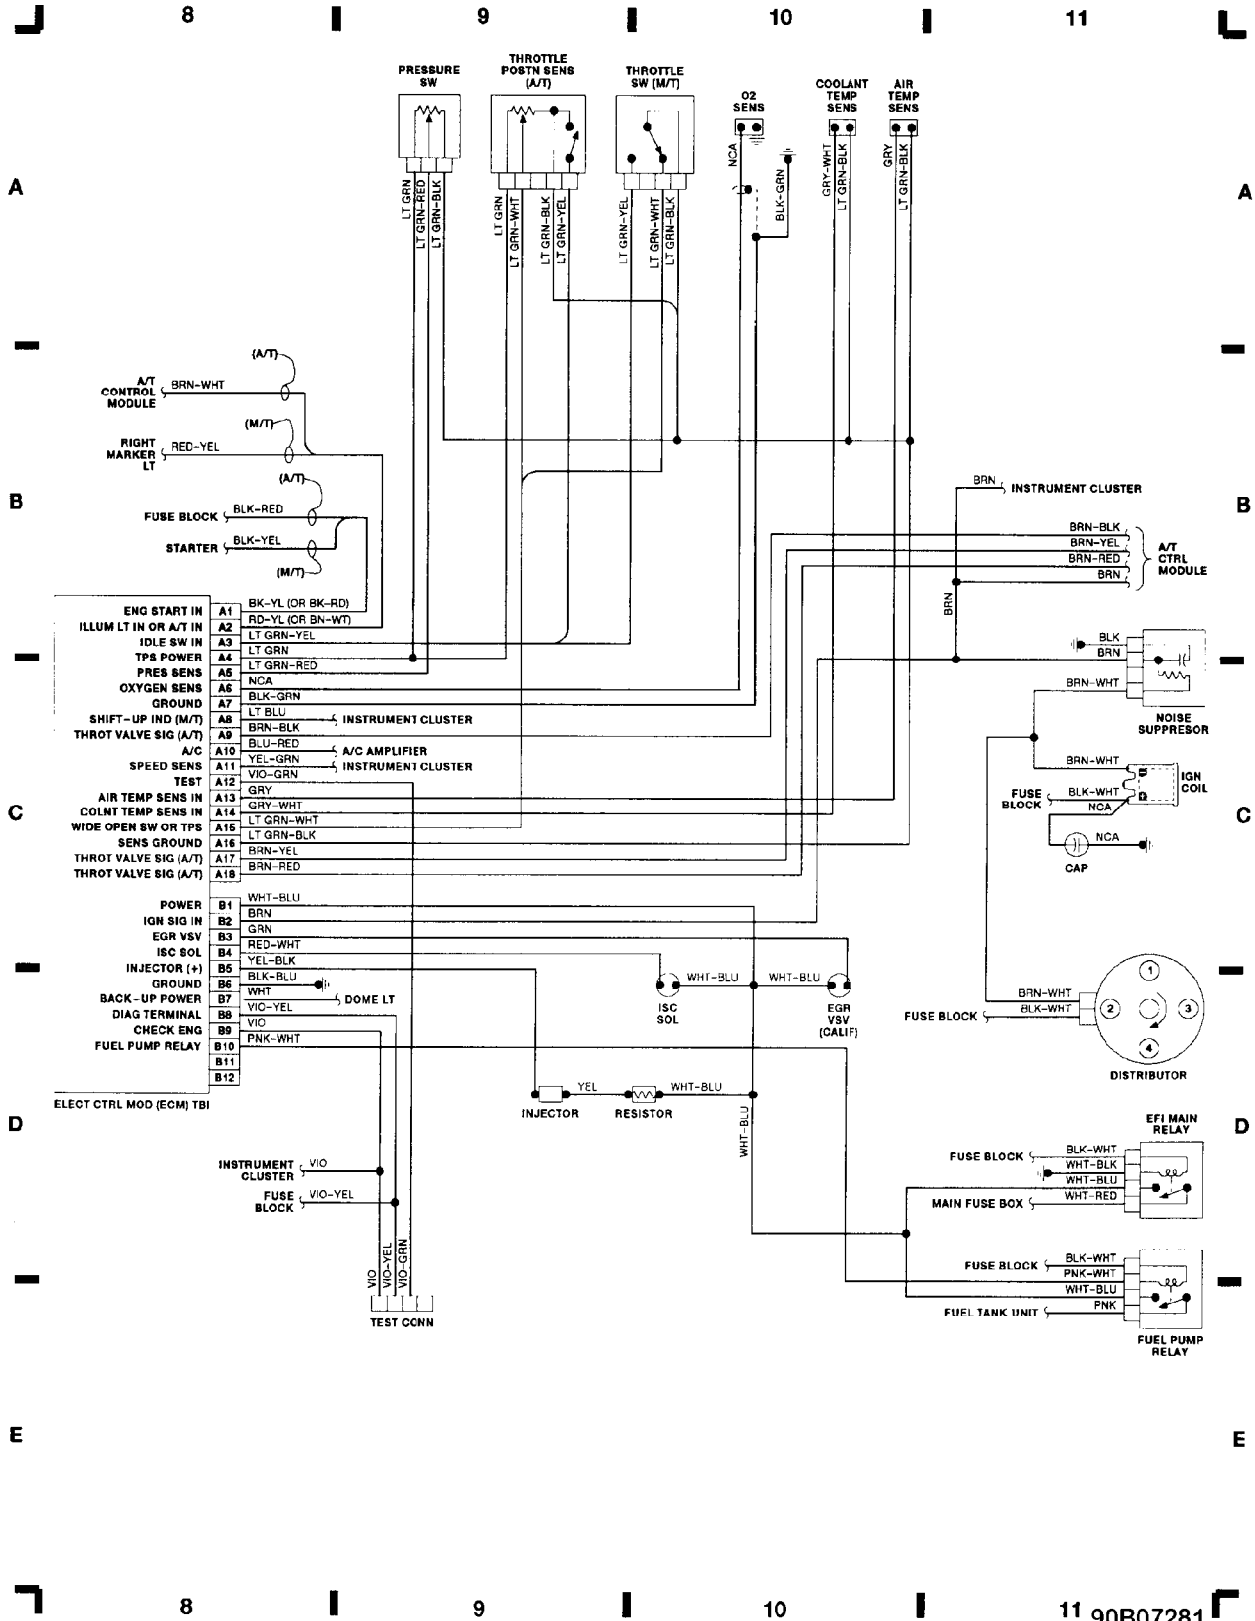 8 9 10 11
PRESSURE
SW
THROTTLE
POSTN SENS
(A/T)
THROTTLE
SW (M/T)
O2
SENS
COOLANT
TEMP
SENS
AIR
TEMP
SENS
A
A
LT GRN
LT GRN-RED
LT GRN-BLK
LT GRN
LT GRN-WHT
LT GRN-BLK
LT GRN-YEL
LT GRN-YEL
LT GRN-WHT
LT GRN-BLK
NCA
BLK-GRN
GRY-WHT
LT GRN-BLK
GRY
LT GRN-BLK
(A/T)
A/T
CONTROL
MODULE
BRN-WHT
(M/T)
RIGHT
MARKER
LT
RED-YEL
(A/T)
B
B
FUSE BLOCK BLK-RED
STARTER BLK-YEL
(M/T)
BRN INSTRUMENT CLUSTER
BRN-BLK
BRN-YEL
BRN-RED
BRN
A/T
CTRL
MODULE
BRN
ENG START IN A1 BK-YL (OR BK-RD)
ILLUM LT IN OR A/T IN A2 RD-YL (OR BN-WT)
IDLE SW IN A3 LT GRN-YEL
TPS POWER A4 LT GRN
PRES SENS A5 LT GRN-RED
OXYGEN SENS A6 NCA
GROUND A7 BLK-GRN
SHIFT-UP IND (M/T) A8 LT BLU INSTRUMENT CLUSTER
THROT VALVE SIG (A/T) A9 BRN-BLK
A/C A10 BLU-RED A/C AMPLIFIER
SPEED SENS A11 YEL-GRN INSTRUMENT CLUSTER
TEST A12 VIO-GRN
AIR TEMP SENS IN A13 GRY
COLNT TEMP SENS IN A14 GRY-WHT
WIDE OPEN SW OR TPS A15 LT GRN-WHT
SENS GROUND A16 LT GRN-BLK
THROT VALVE SIG (A/T) A17 BRN-YEL
THROT VALVE SIG (A/T) A18 BRN-RED
BLK
BRN
BRN-WHT
NOISE
SUPPRESOR
BRN-WHT
IGN
COIL
FUSE
BLOCK
BLK-WHT
NCA
NCA
CAP
C
C
POWER B1 WHT-BLU
IGN SIG IN B2 BRN
EGR VSV B3 GRN
ISC SOL B4 RED-WHT
INJECTOR (+) B5 YEL-BLK
GROUND B6 BLK-BLU
BACK-UP POWER B7 WHT DOME LT
DIAG TERMINAL B8 VIO-YEL
CHECK ENG B9 VIO
FUEL PUMP RELAY B10 PNK-WHT
B11
B12
ELECT CTRL MOD (ECM) TBI
WHT-BLU
WHT-BLU
ISC
SOL
EGR
VSV
(CALIF)
1
2
3
4
BRN-WHT
FUSE BLOCK BLK-WHT
DISTRIBUTOR
YEL
WHT-BLU
INJECTOR
RESISTOR
WHT-BLU
D
D
INSTRUMENT
CLUSTER
VIO
FUSE
BLOCK
VIO-YEL
VIO
VIO-YEL
VIO-GRN
TEST CONN
EFI MAIN
RELAY
FUSE BLOCK BLK-WHT
WHT-BLK
WHT-BLU
MAIN FUSE BOX WHT-RED
FUSE BLOCK BLK-WHT
PNK-WHT
WHT-BLU
FUEL TANK UNIT PNK
FUEL PUMP
RELAY
E
E
8 9 10 11
90B07281